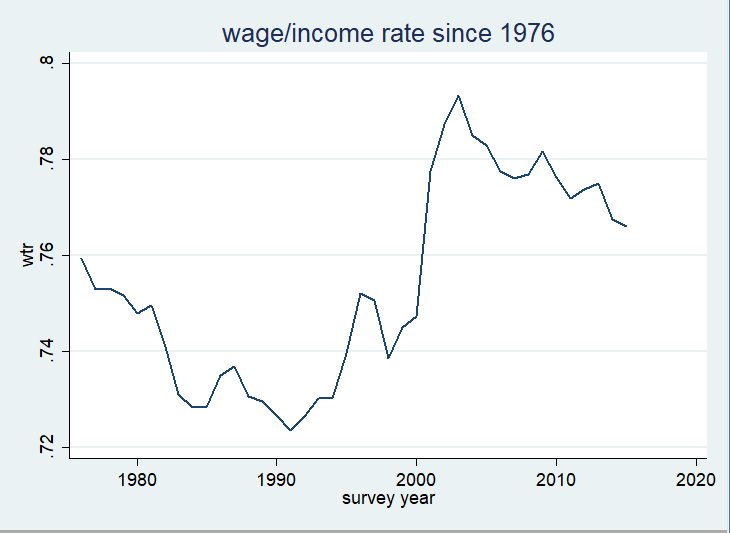 wage/income rate since 1976
.8
.78
.76
.74
.72
wtr
1980 1990 2000 2010 2020
survey year